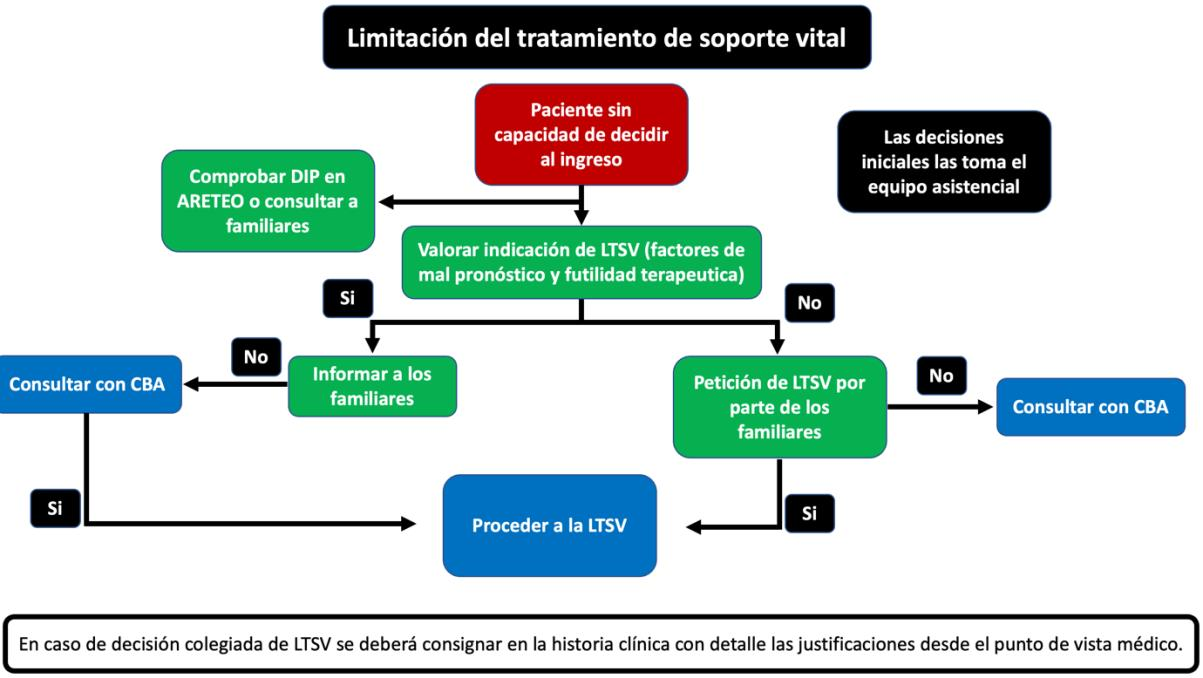 Limitación del tratamiento de soporte vital
Paciente sin
capacidad de decidir
al ingreso
Las decisiones
iniciales las toma el
equipo asistencial
Comprobar DIP en
ARETEO o consultar a
familiares
Valorar indicación de LTSV (factores de
mal pronóstico y futilidad terapeutica)
Si
No
Consultar con CBA
No
Informar a los
familiares
Petición de LTSV por
parte de los
familiares
No
Consultar con CBA
Si
Proceder a la LTSV
Si
En caso de decisión colegiada de LTSV se deberá consignar en la historia clínica con detalle las justificaciones desde el punto de vista médico.